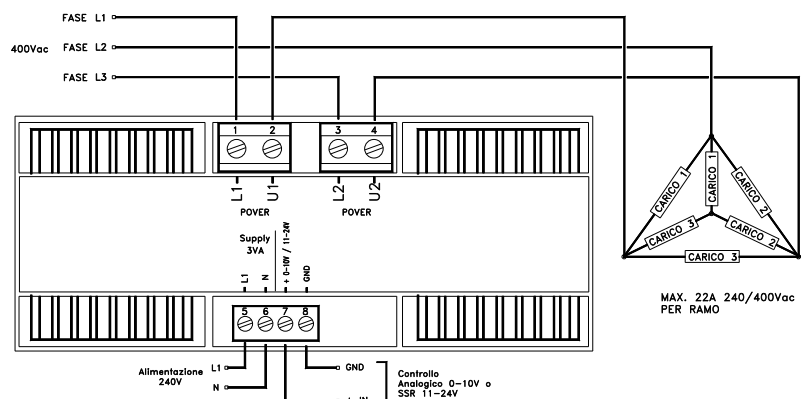 FASE L1
400Vac FASE L2
FASE L3
1 2 3 4
L1 U1 L2 U2
POVER POVER
Supply
3VA
L1 N + 0-10V / 11-24V GND
5 6 7 8
Alimentazione
240V
L1
N
GND
Controllo
Analogico 0-10V o
SSR 11-24V
CARICO 1
CARICO 1
CARICO 2
CARICO 3
CARICO 2
CARICO 3
MAX. 22A 240/400Vac
PER RAMO